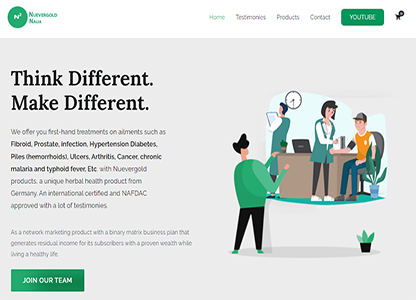 N³
NUEVERGOLD
NAIJA
Home
Testimonies
Products
Contact
YOUTUBE
0
Think Different.
Make Different.
We offer you first-hand treatments on ailments such as
Fibroid, Prostate, infection, Hypertension Diabetes,
Piles (hemorrhoids), Ulcers, Arthritis, Cancer, chronic
malaria and typhoid fever, Etc. with Nuevergold
products, a unique herbal health product from
Germany. An international certified and NAFDAC
approved with a lot of testimonies.
As a network marketing product with a binary matrix business plan that
generates residual income for its subscribers with a proven wealth while
living a healthy life.
JOIN OUR TEAM